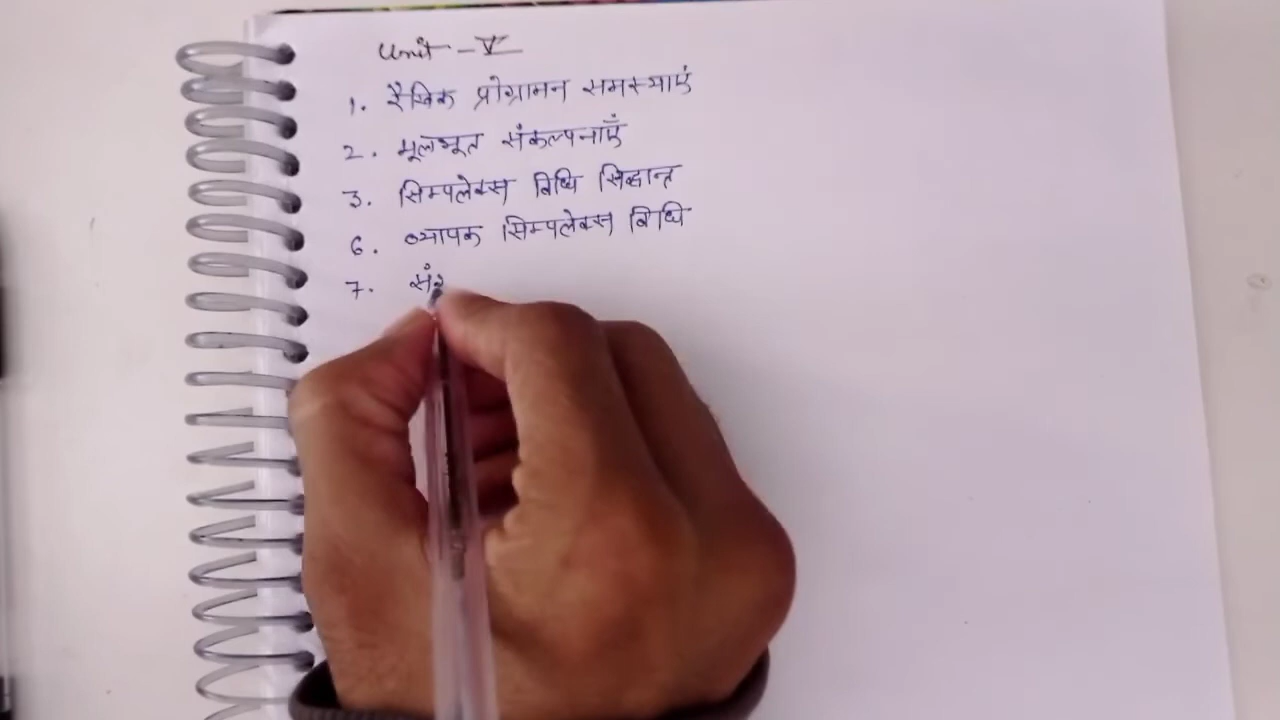 Unit - V
1. रैखिक प्रोग्रामन समस्याएं
2. मूलभूत संकल्पनाएँ
3. सिम्पलेक्स विधि सिद्धान्त
6. व्यापक सिम्पलेक्स विधि
7.